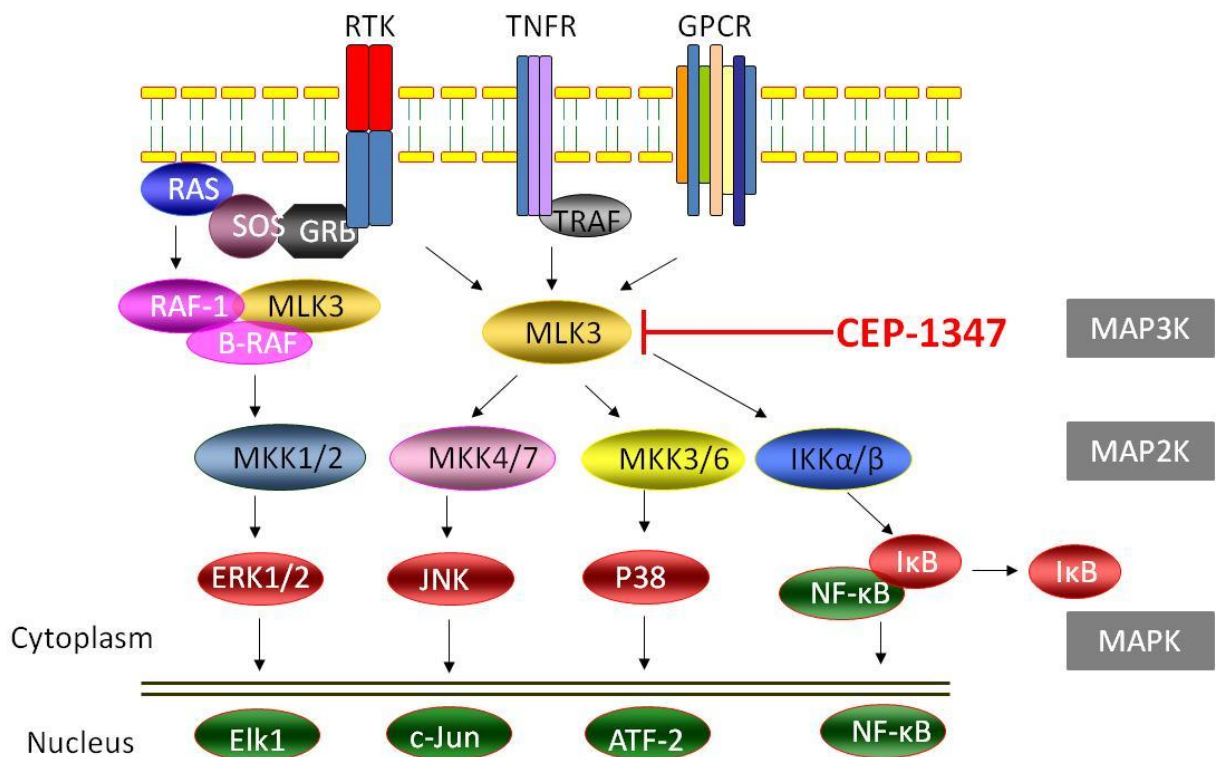 RTK TNFR GPCR
RAS
SOS GRB TRAF
RAF-1 MLK3
B-RAF
MLK3 CEP-1347 MAP3K
MKK1/2 MKK4/7 MKK3/6 IKKα/β MAP2K
ERK1/2 JNK P38 IκB IκB
NF-κB
Cytoplasm MAPK
Nucleus Elk1 c-Jun ATF-2 NF-κB